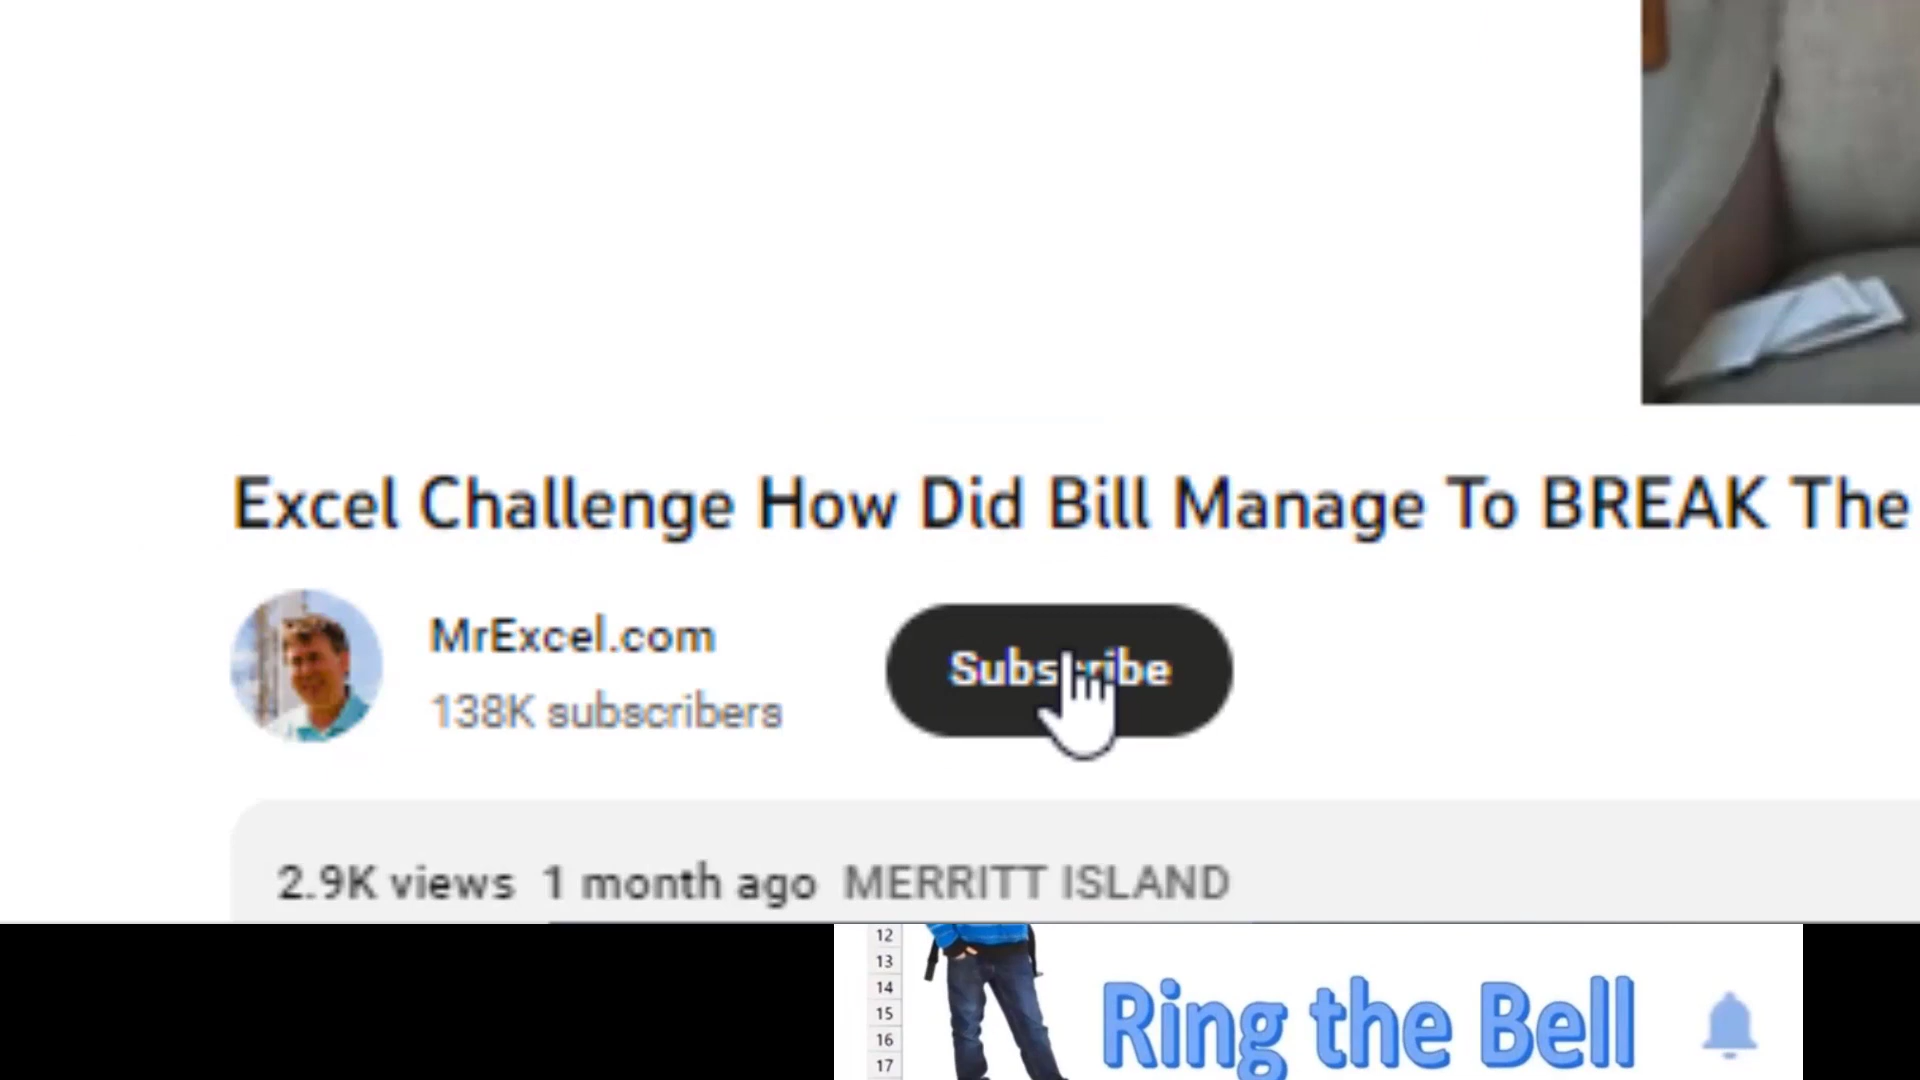 Excel Challenge How Did Bill Manage To BREAK The
MrExcel.com
138K subscribers
Subscribe
2.9K views 1 month ago MERRITT ISLAND
12
13
14
15
16
17
Ring the Bell